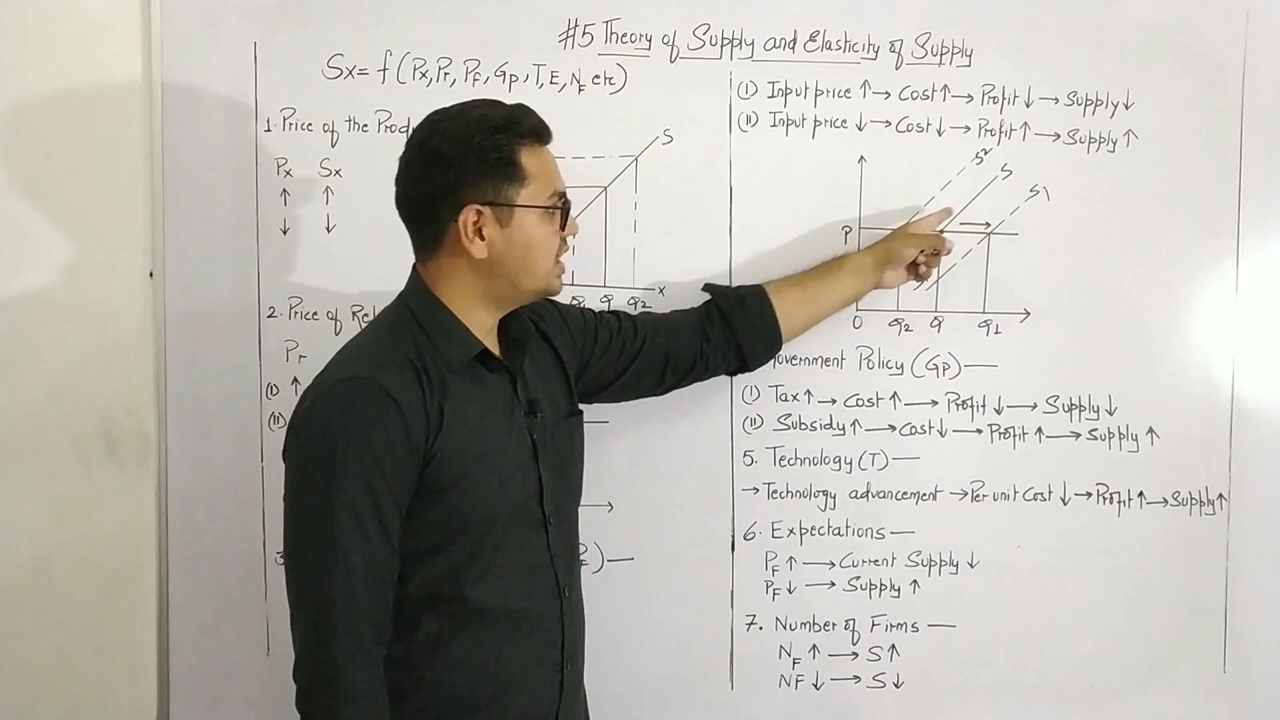 #5 Theory of Supply and Elasticity of Supply
Sx = f(Px, Pr, PF, Gp, T, E, NF etc)
1. Price of the Prod
Px Sx
↑ ↑
↓ ↓
S
q q2 x
2. Price of Rel
Pr
(I) ↑
(II)
3
)—
(I) Input price ↑ → Cost ↑ → Profit ↓ → Supply ↓
(II) Input price ↓ → Cost ↓ → Profit ↑ → Supply ↑
S2
S
S1
P
O q2 q q1
overnment Policy (Gp) —
(I) Tax ↑ → Cost ↑ → Profit ↓ → Supply ↓
(II) Subsidy ↑ → Cost ↓ → Profit ↑ → Supply ↑
5. Technology (T) —
→ Technology advancement → Per unit Cost ↓ → Profit ↑ → Supply ↑
6. Expectations —
PF ↑ → Current Supply ↓
PF ↓ → Supply ↑
7. Number of Firms —
NF ↑ → S ↑
NF ↓ → S ↓